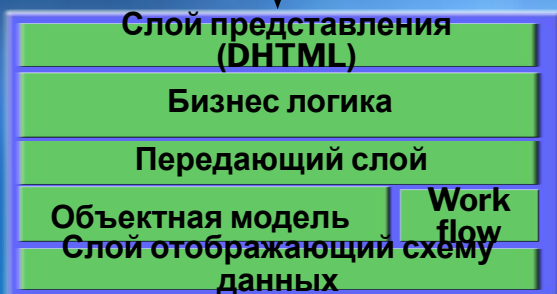 Слой представления
(DHTML)
Бизнес логика
Передающий слой
Объектная модель
Work
flow
Слой отображающий схему
данных